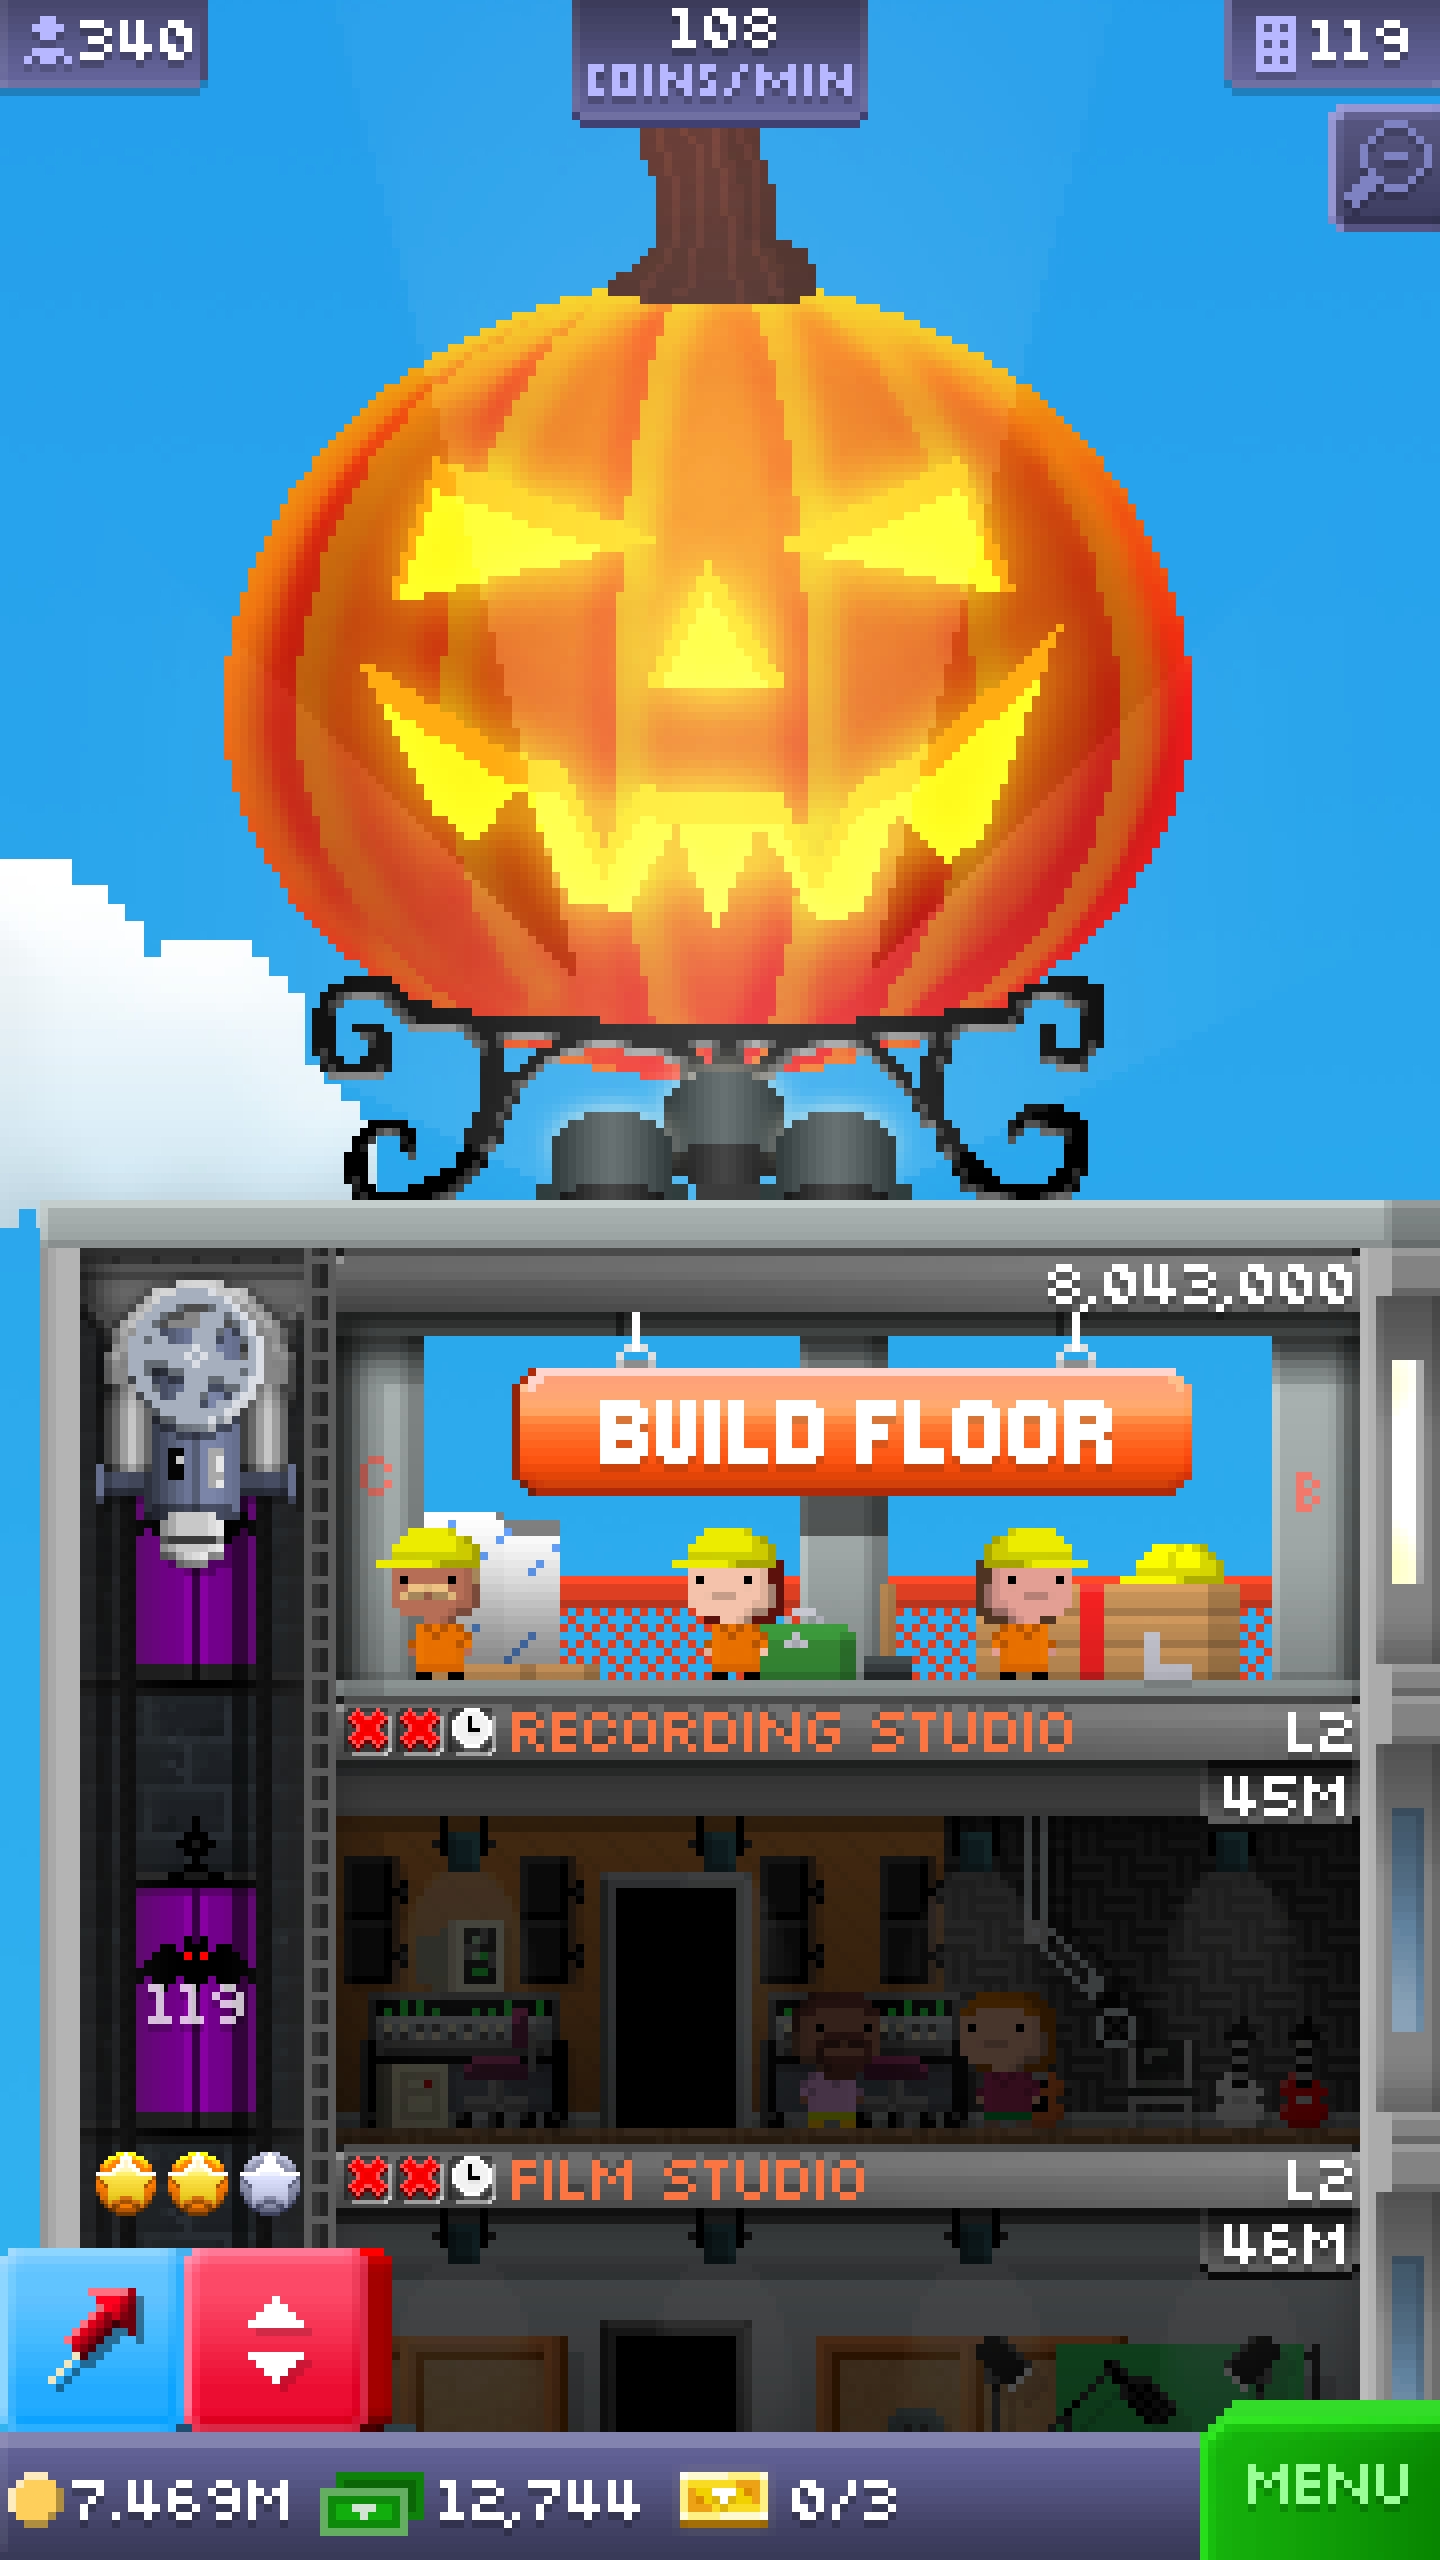 340
108
COINS/MIN
119
8,043,000
BUILD FLOOR
C
B
RECORDING STUDIO L2
45M
119
FILM STUDIO L2
46M
7.469M 12,744 0/3
MENU